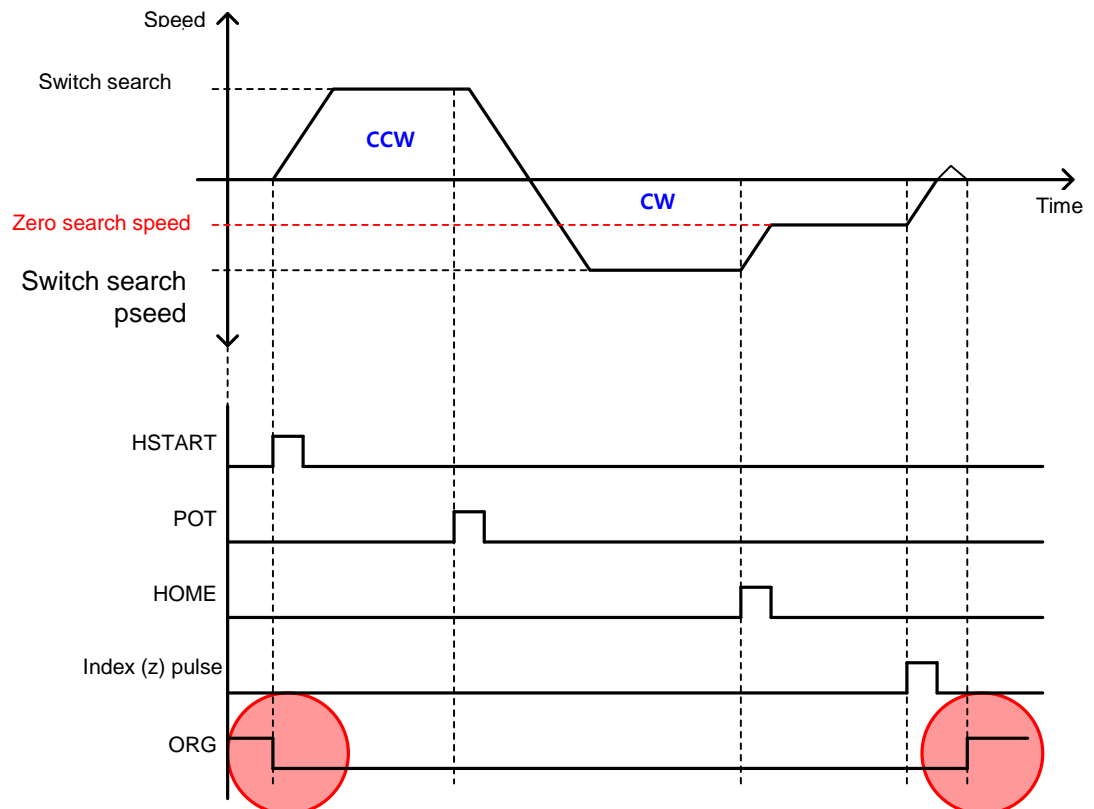 Speed
Switch search
CCW
CW
Time
Zero search speed
Switch search
pseed
HSTART
POT
HOME
Index (z) pulse
ORG